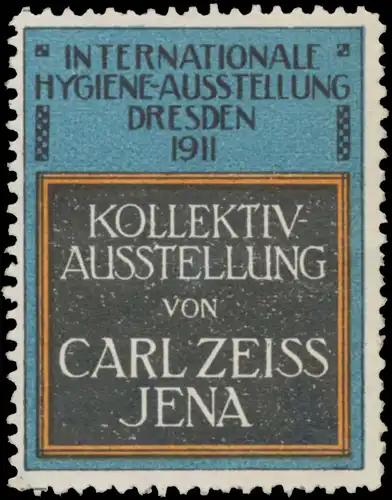 INTERNATIONALE
HYGIENE-AUSSTELLUNG
DRESDEN
1911
KOLLEKTIV-
AUSSTELLUNG
VON
CARL ZEISS
JENA